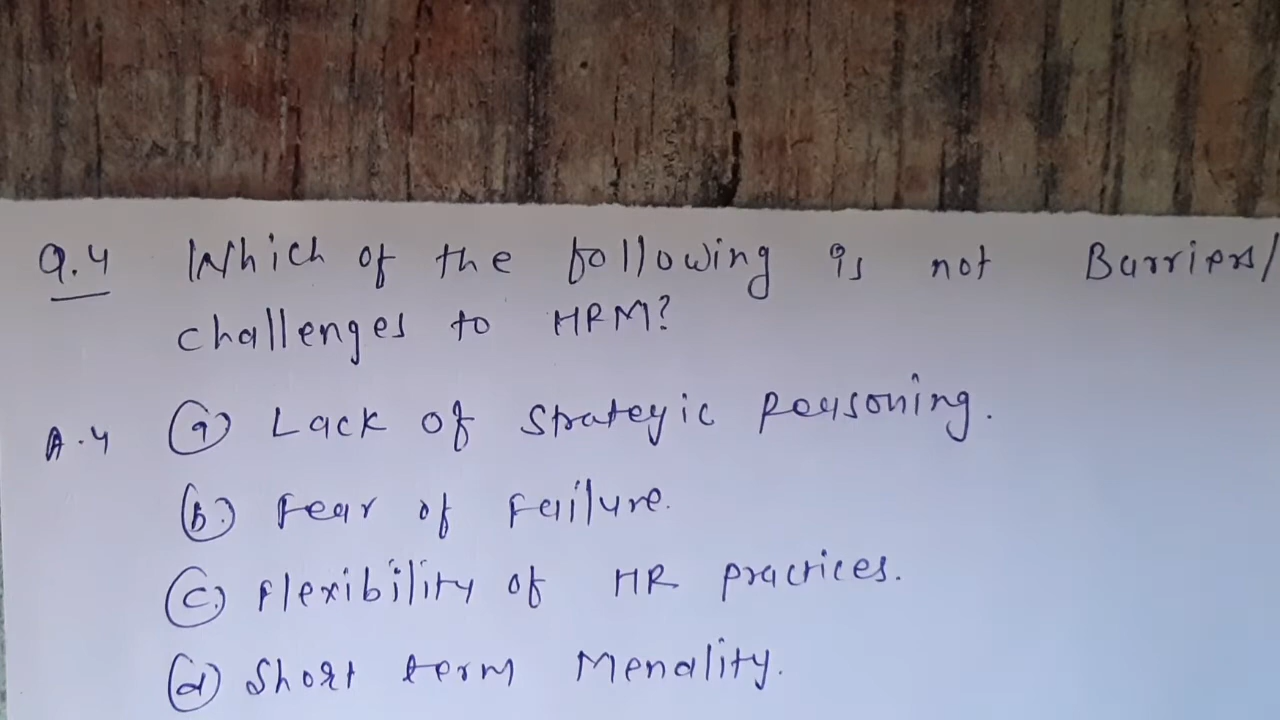 Q.4 Which of the following is not Barriers/
challenges to HRM?
A.4 (a) Lack of Strategic Reasoning.
(b.) Fear of Failure.
(c.) Flexibility of HR practices.
(d) Short term Menality.